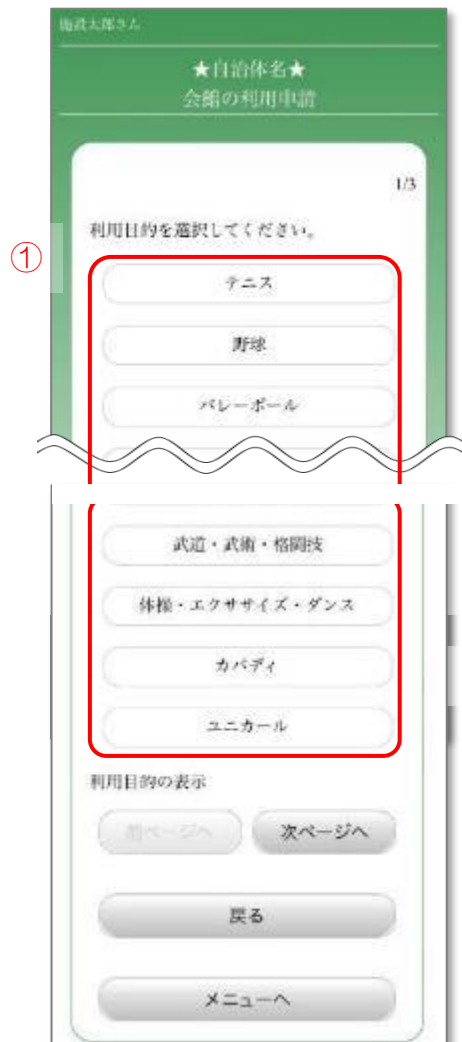 施設太郎さん
★自治体名★
会館の利用申請
1/3
利用目的を選択してください。
①
テニス
野球
バレーボール
武道・武術・格闘技
体操・エクササイズ・ダンス
カバディ
ユニカール
利用目的の表示
前ページへ
次ページへ
戻る
メニューへ